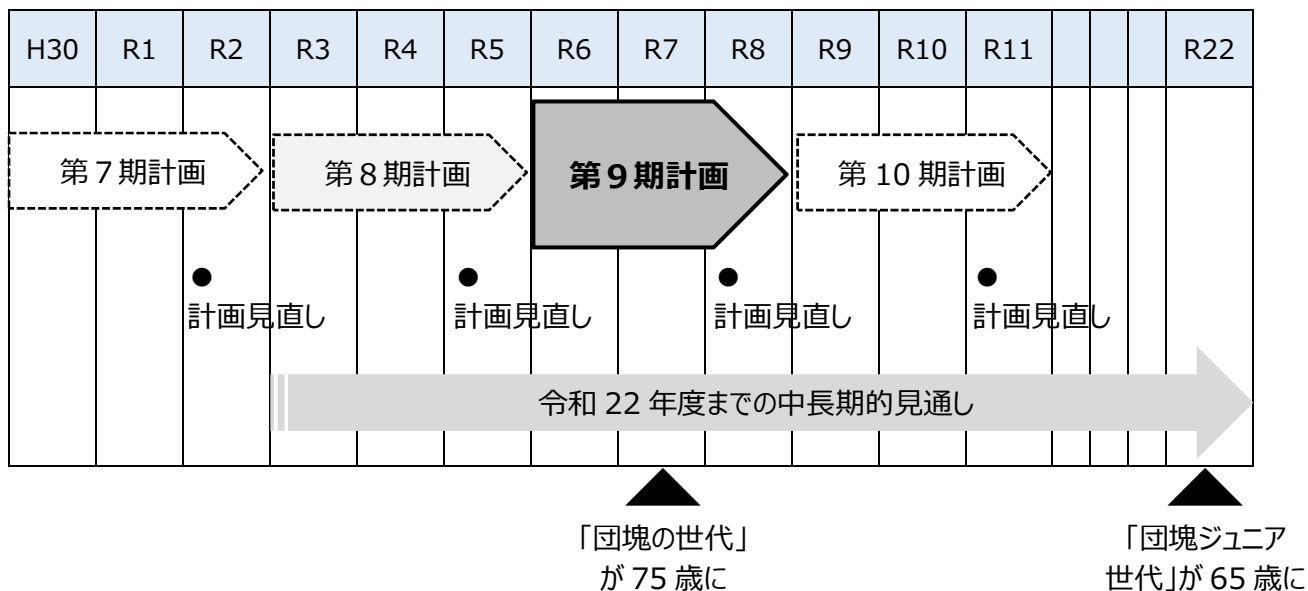 H30 R1 R2 R3 R4 R5 R6 R7 R8 R9 R10 R11 R22
第７期計画 第８期計画 第９期計画 第 10 期計画
● ● ● ●
計画見直し 計画見直し 計画見直し 計画見直し
令和 22 年度までの中長期的見通し
「団塊の世代」
が 75 歳に
「団塊ジュニア
世代」が 65 歳に